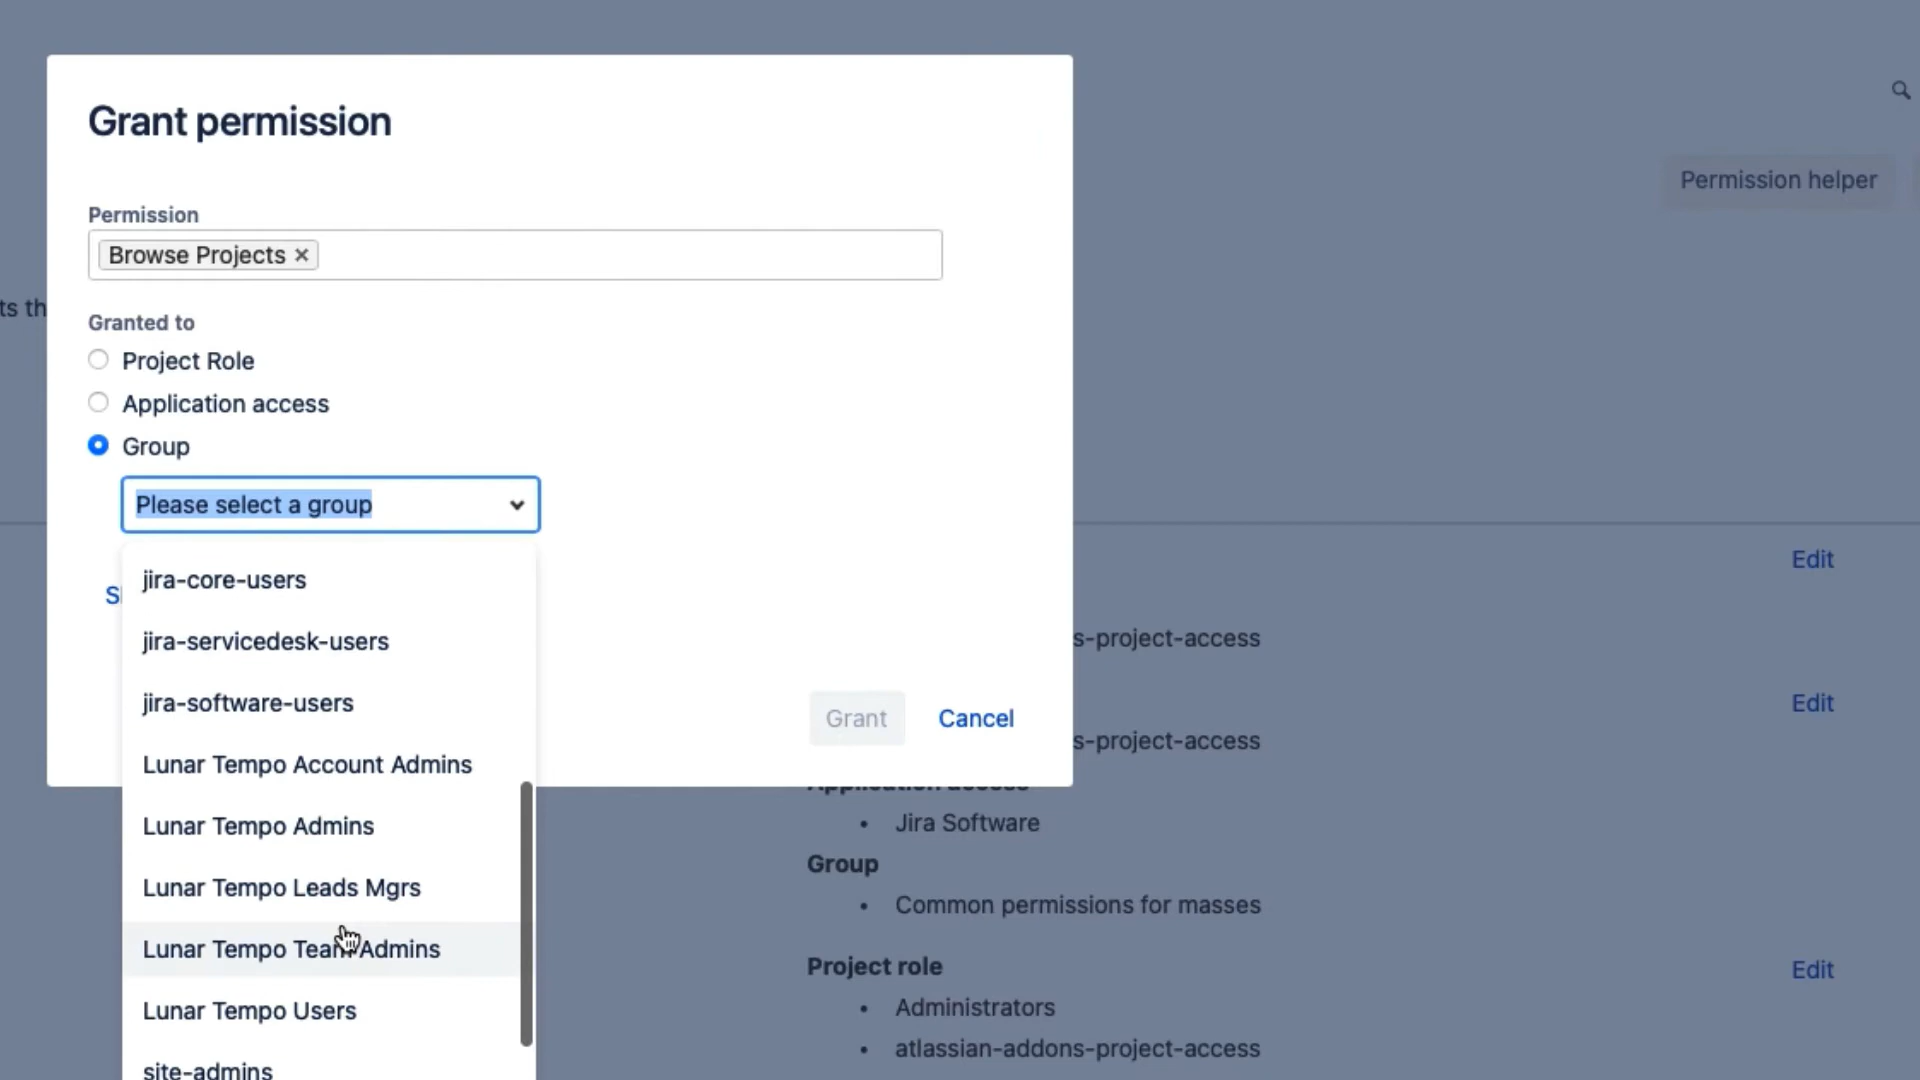 Grant permission
Permission helper
Permission
Browse Projects ×
Granted to
ts th
Project Role
Application access
Group
Please select a group
Edit
jira-core-users
S
s-project-access
jira-servicedesk-users
jira-software-users
Edit
Grant
Cancel
s-project-access
Lunar Tempo Account Admins
Application access
Lunar Tempo Admins
Jira Software
Group
Lunar Tempo Leads Mgrs
Common permissions for masses
Lunar Tempo Team Admins
Project role
Edit
Lunar Tempo Users
Administrators
atlassian-addons-project-access
site-admins